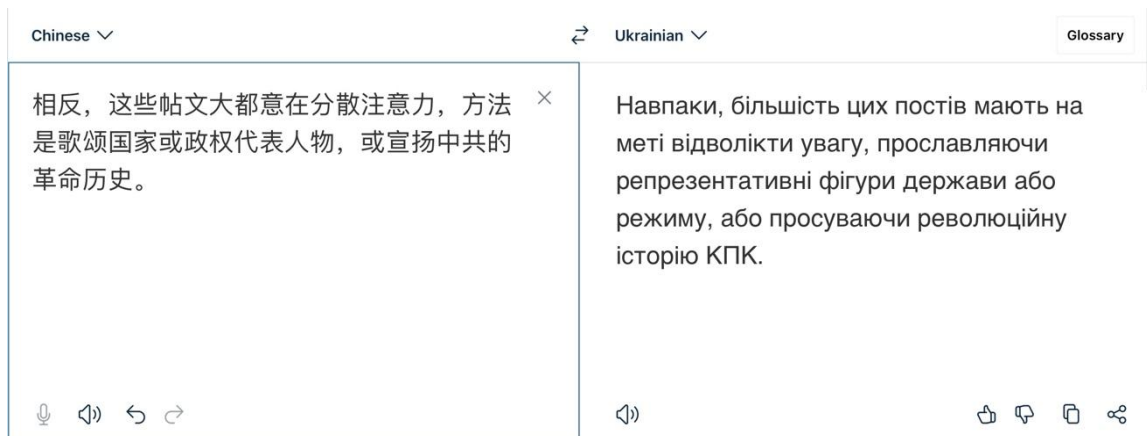 Chinese
Ukrainian
Glossary
相反，这些帖文大都意在分散注意力，方法
是歌颂国家或政权代表人物，或宣扬中共的
革命历史。
Навпаки, більшість цих постів мають на
меті відволікти увагу, прославляючи
репрезентативні фігури держави або
режиму, або просуваючи революційну
історію КПК.